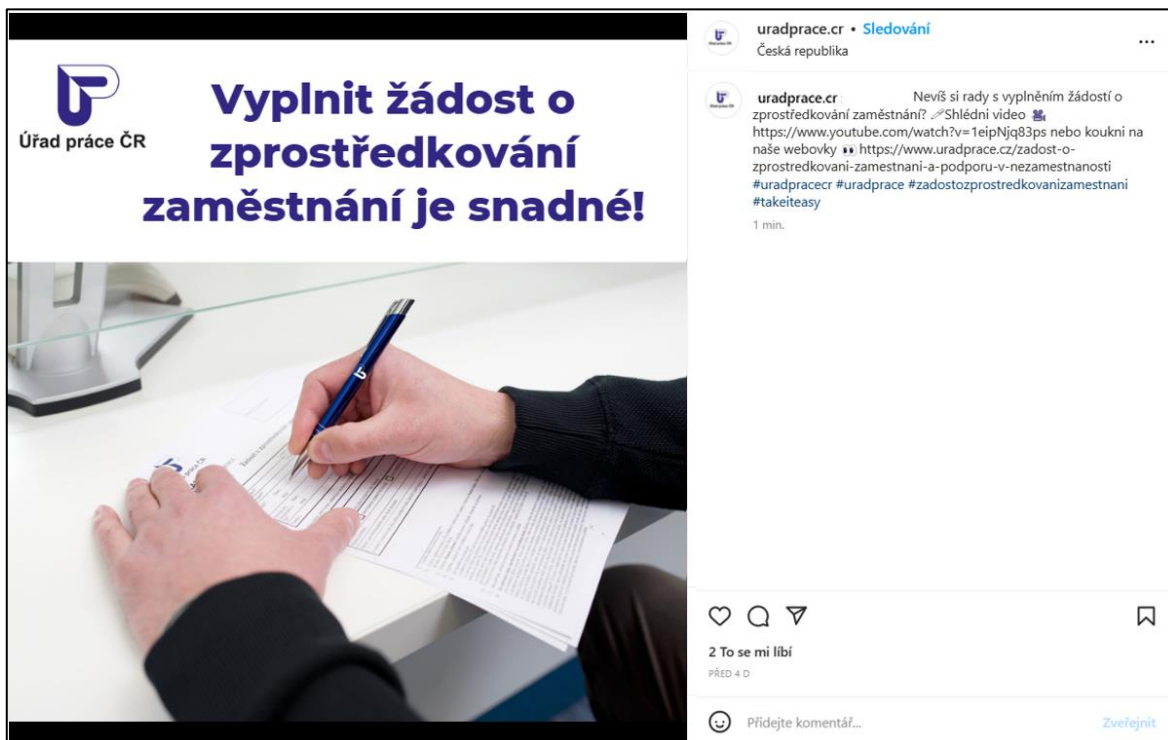 Úřad práce ČR
Vyplnit žádost o
zprostředkování
zaměstnání je snadné!
uradprace.cr • Sledování
Česká republika
uradprace.cr Nevíš si rady s vyplněním žádostí o
zprostředkování zaměstnání? 🖊Shlédni video 🎥
https://www.youtube.com/watch?v=1eipNjq83ps nebo koukni na
naše webovky 👀 https://www.uradprace.cz/zadost-o-
zprostredkovani-zamestnani-a-podporu-v-nezamestnanosti
#uradpracecr #uradprace #zadostozprostredkovanizamestnani
#takeiteasy
1 min.
2 To se mi líbí
PŘED 4 D
Přidejte komentář...
Zveřejnit